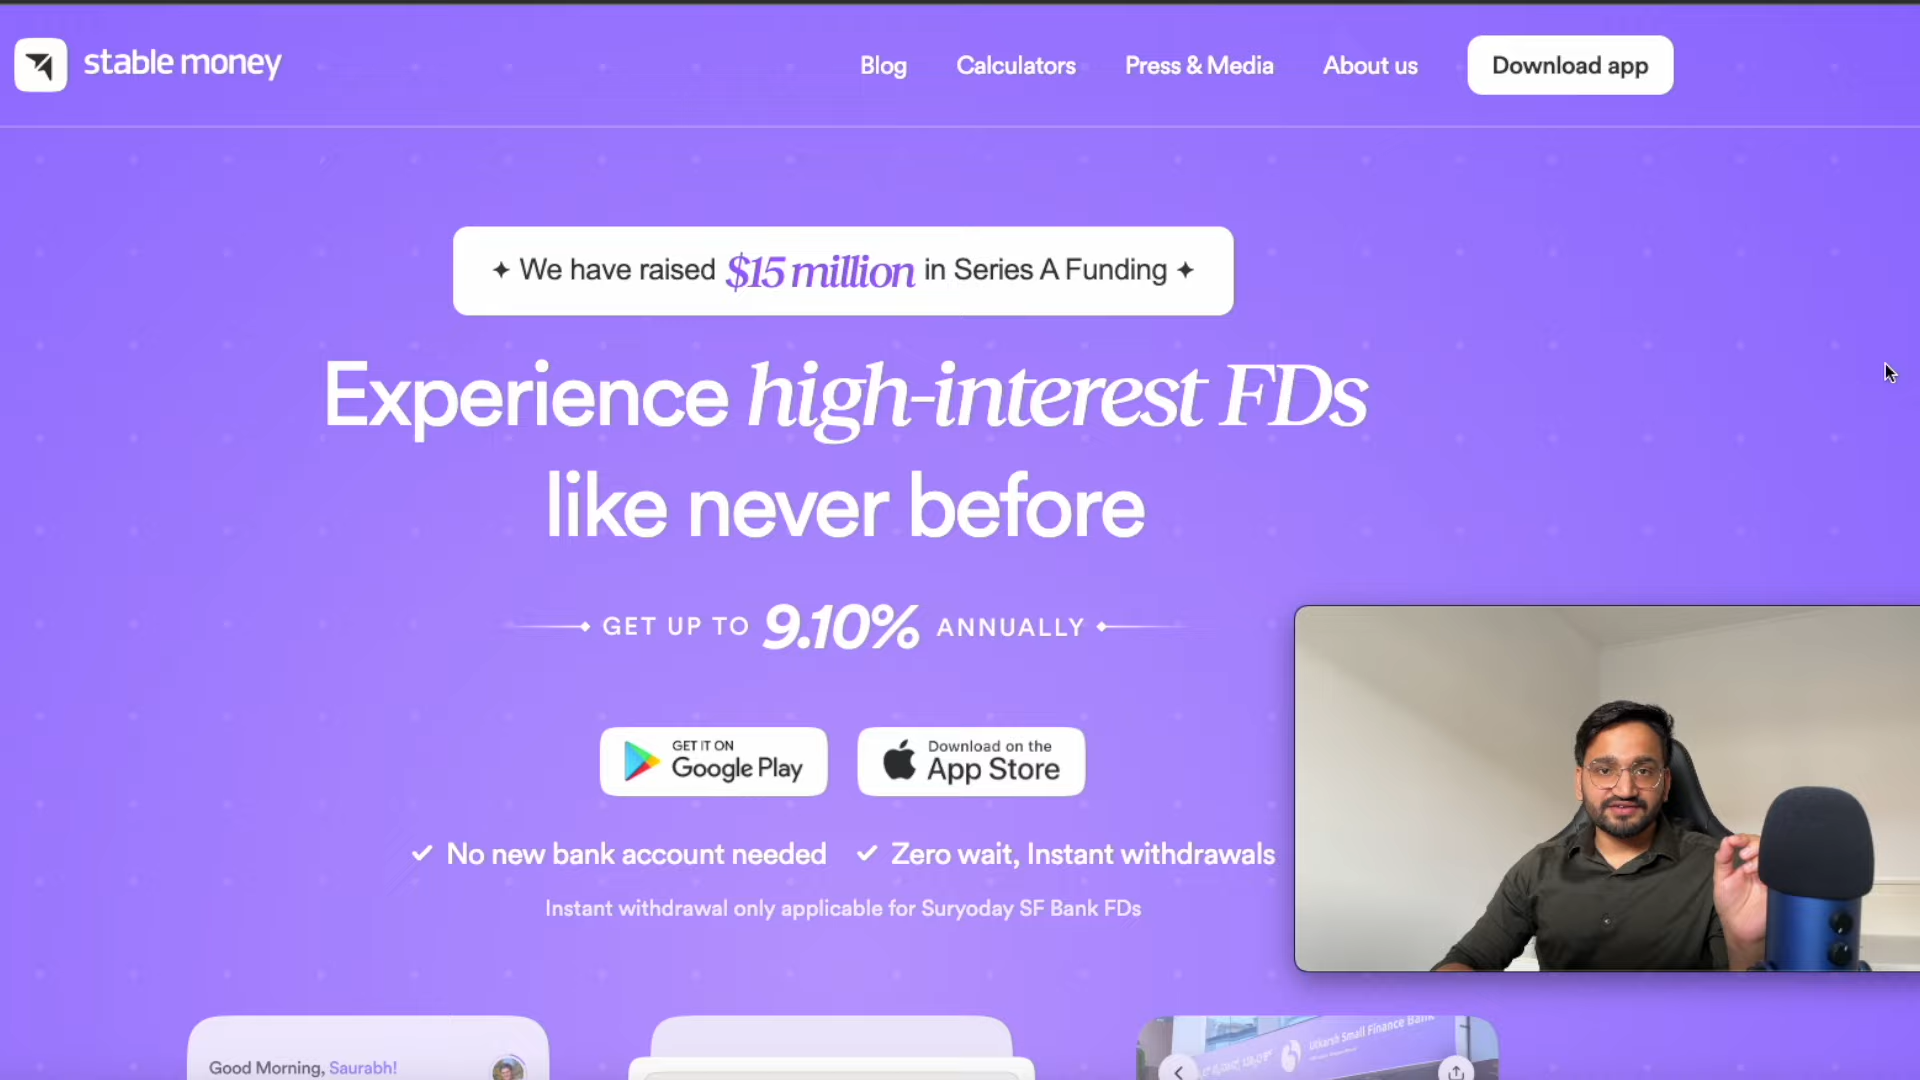 stable money
Blog
Calculators
Press & Media
About us
Download app
✦ We have raised $15 million in Series A Funding ✦
Experience high-interest FDs
like never before
GET UP TO 9.10% ANNUALLY
GET IT ON
Google Play
Download on the
App Store
✓ No new bank account needed
✓ Zero wait, Instant withdrawals
Instant withdrawal only applicable for Suryoday SF Bank FDs
Good Morning, Saurabh!
Utkarsh Small Finance Bank